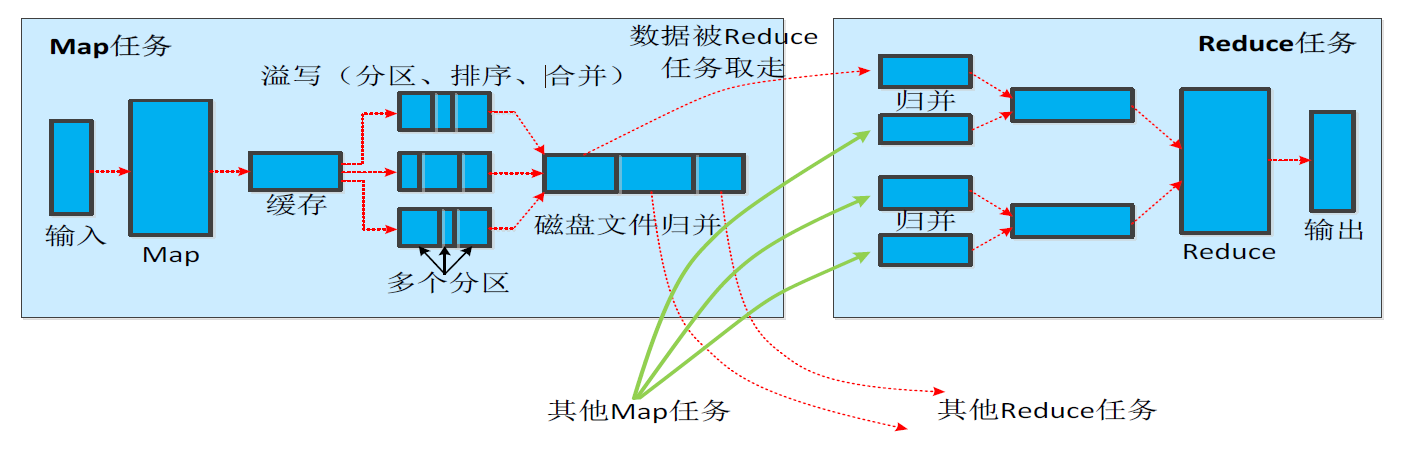 Map任务
溢写（分区、排序、合并）
输入
Map
缓存
多个分区
磁盘文件归并
数据被Reduce
任务取走
Reduce任务
归并
归并
Reduce
输出
其他Map任务
其他Reduce任务